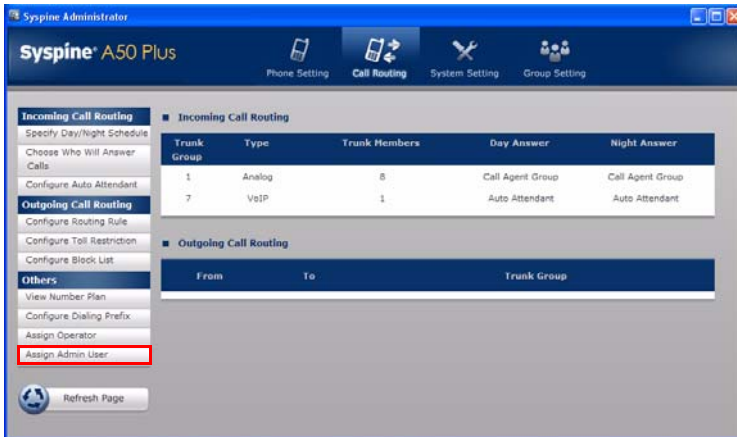 Syspine Administrator
Syspine® A50 Plus
Phone Setting
Call Routing
System Setting
Group Setting
Incoming Call Routing
Specify Day/Night Schedule
Choose Who Will Answer
Calls
Configure Auto Attendant
Outgoing Call Routing
Configure Routing Rule
Configure Toll Restriction
Configure Block List
Others
View Number Plan
Configure Dialing Prefix
Assign Operator
Assign Admin User
Refresh Page
Incoming Call Routing
Trunk Group Type Trunk Members Day Answer Night Answer
1 Analog 8 Call Agent Group Call Agent Group
7 VoIP 1 Auto Attendant Auto Attendant
Outgoing Call Routing
From To Trunk Group